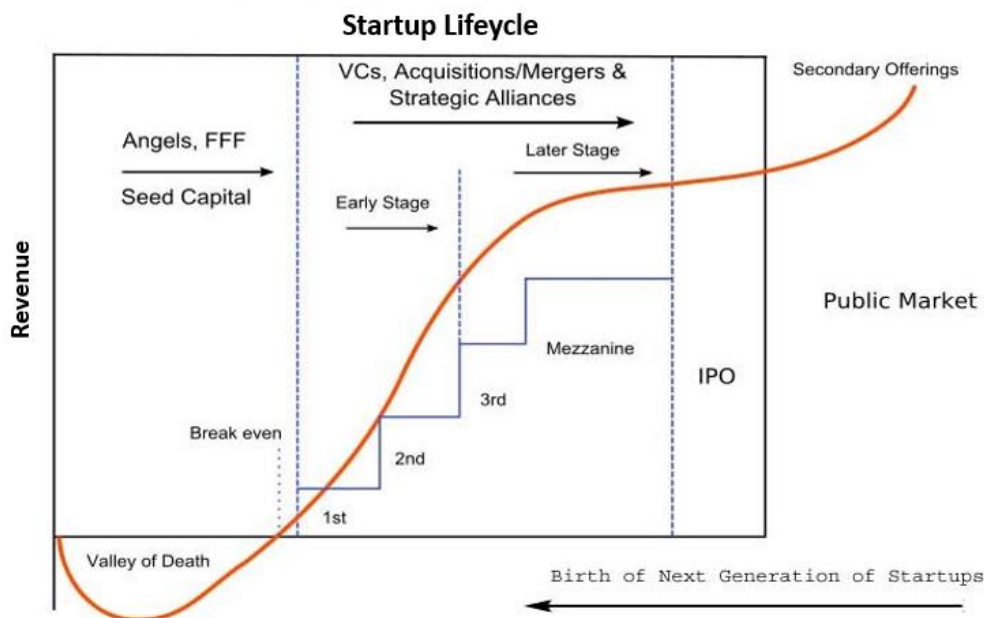 Startup Lifeycle
VCs, Acquisitions/Mergers &
Strategic Alliances
Secondary Offerings
Angels, FFF
Seed Capital
Later Stage
Early Stage
Revenue
Public Market
Mezzanine
IPO
3rd
Break even
2nd
1st
Valley of Death
Birth of Next Generation of Startups